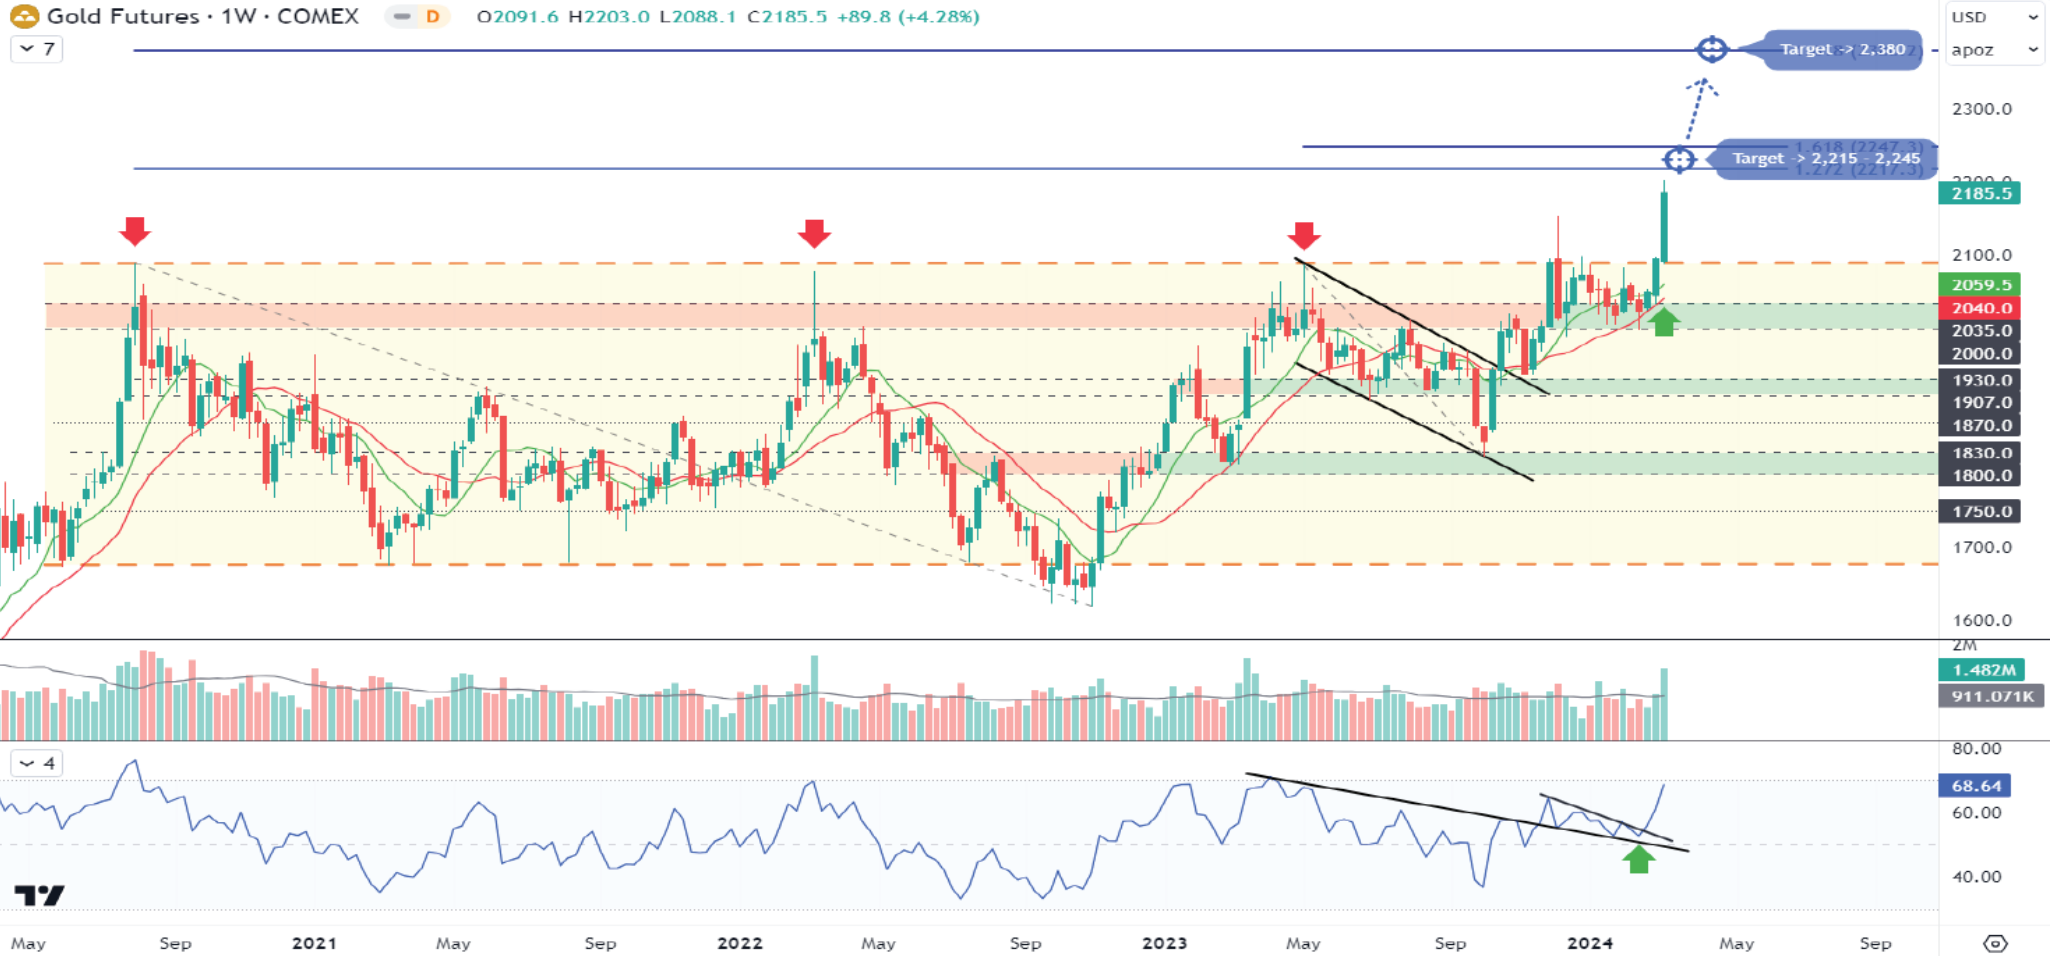 Gold Futures · 1W · COMEX D O2091.6 H2203.0 L2088.1 C2185.5 +89.8 (+4.28%)
USD
7
apoz
Target -> 2,380
2300.0
1.618 (2247.3)
Target -> 2,215 - 2,245
1.272 (2217.3)
2200.0
2185.5
2100.0
2059.5
2040.0
2035.0
2000.0
1930.0
1907.0
1870.0
1830.0
1800.0
1750.0
1700.0
1600.0
2M
1.482M
911.071K
4
80.00
68.64
60.00
40.00
May Sep 2021 May Sep 2022 May Sep 2023 May Sep 2024 May Sep